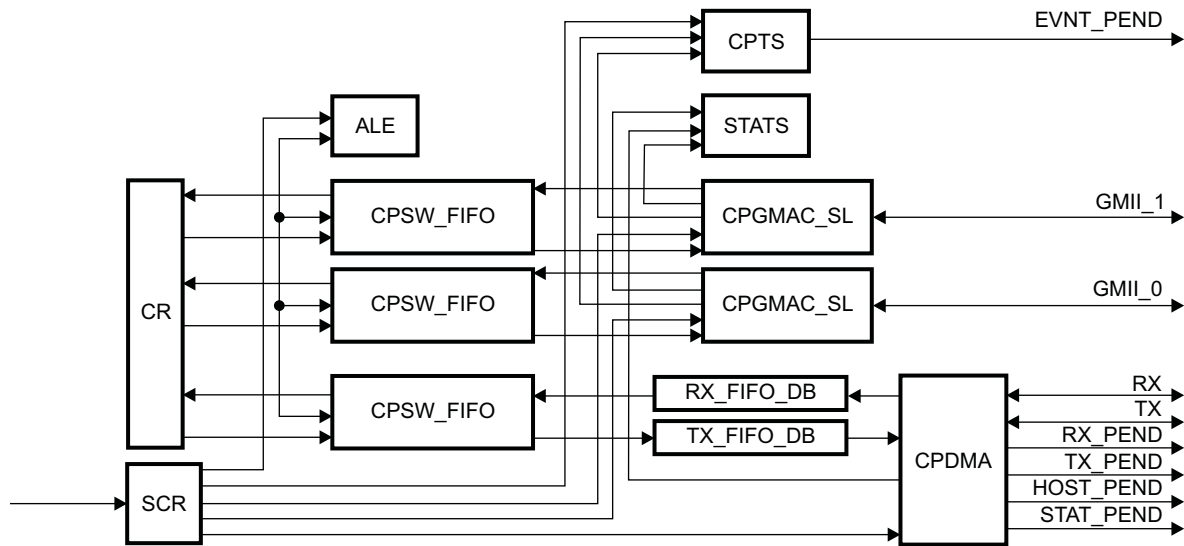 EVNT_PEND
CPTS
ALE
STATS
CPSW_FIFO
CPGMAC_SL
GMII_1
CR
CPSW_FIFO
CPGMAC_SL
GMII_0
CPSW_FIFO
RX_FIFO_DB
TX_FIFO_DB
CPDMA
RX
TX
RX_PEND
TX_PEND
HOST_PEND
STAT_PEND
SCR